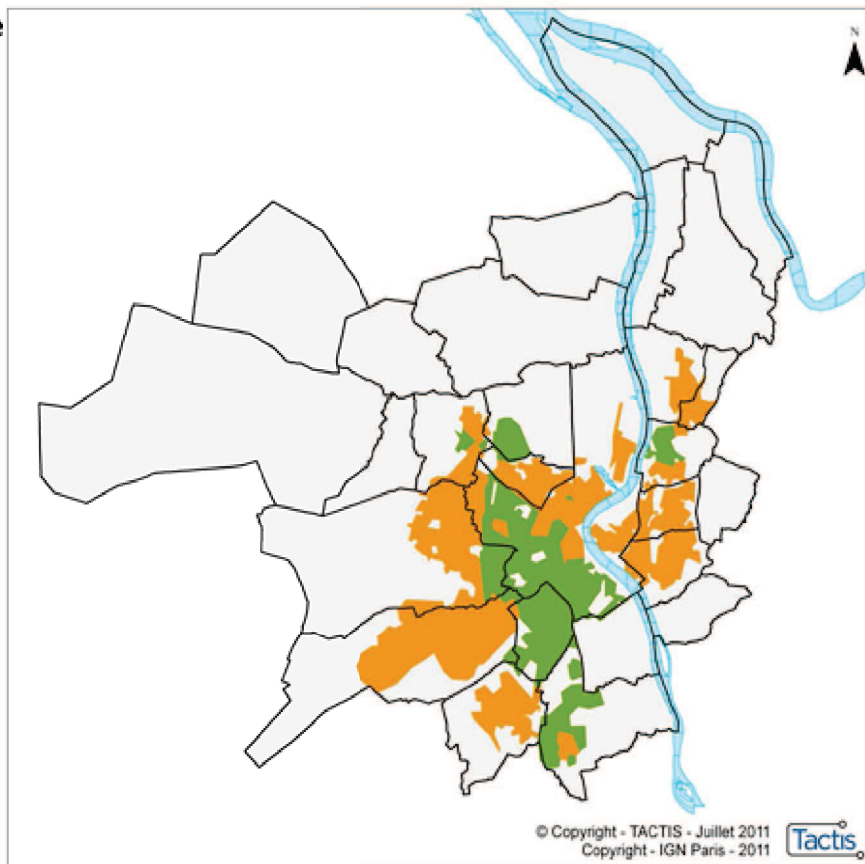 e
N
© Copyright - TACTIS - Juillet 2011
Copyright - IGN Paris - 2011
Tactis